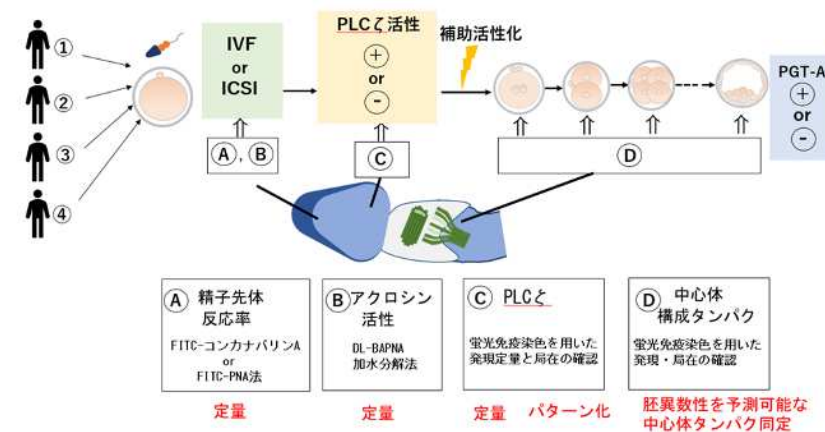 ①
②
③
④
IVF
or
ICSI
PLCζ活性
+
or
-
補助活性化
PGT-A
+
or
-
A, B
C
D
A 精子先体
反応率
FITC-コンカナバリンA
or
FITC-PNA法
定量
B アクロシン
活性
DL-BAPNA
加水分解法
定量
C PLCζ
蛍光免疫染色を用いた
発現定量と局在の確認
定量 パターン化
D 中心体
構成タンパク
蛍光免疫染色を用いた
発現・局在の確認
胚異数性を予測可能な
中心体タンパク同定